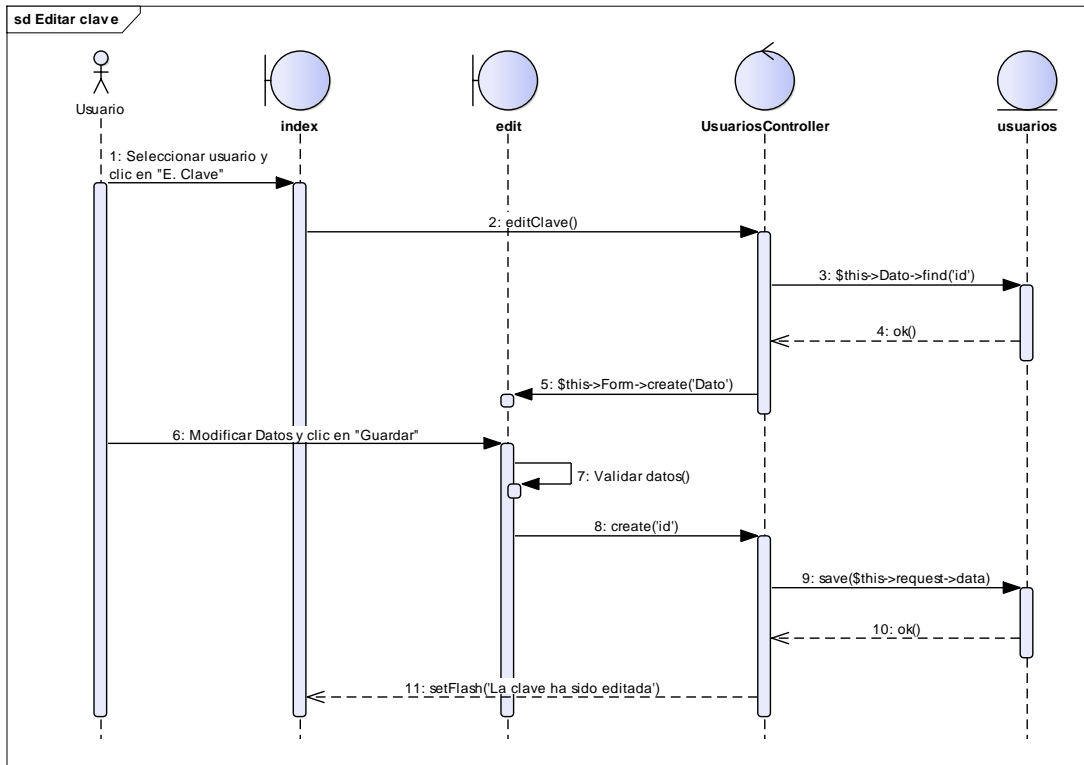 sd Editar clave
Usuario
index
edit
UsuariosController
usuarios
1: Seleccionar usuario y
clic en "E. Clave"
2: editClave()
3: $this->Dato->find('id')
4: ok()
5: $this->Form->create('Dato')
6: Modificar Datos y clic en "Guardar"
7: Validar datos()
8: create('id')
9: save($this->request->data)
10: ok()
11: setFlash('La clave ha sido editada')